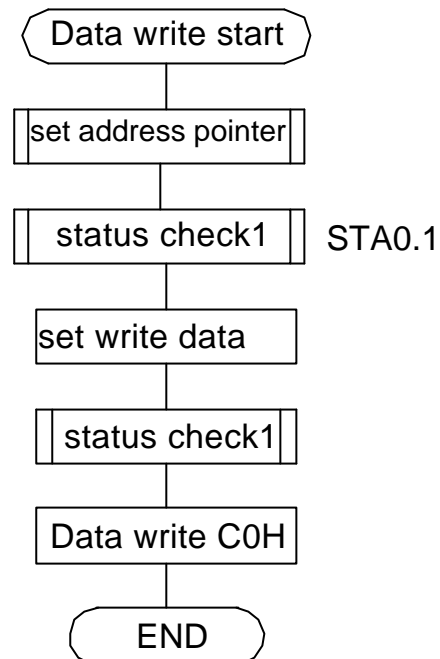 Data write start
set address pointer
status check1
STA0.1
set write data
status check1
Data write C0H
END